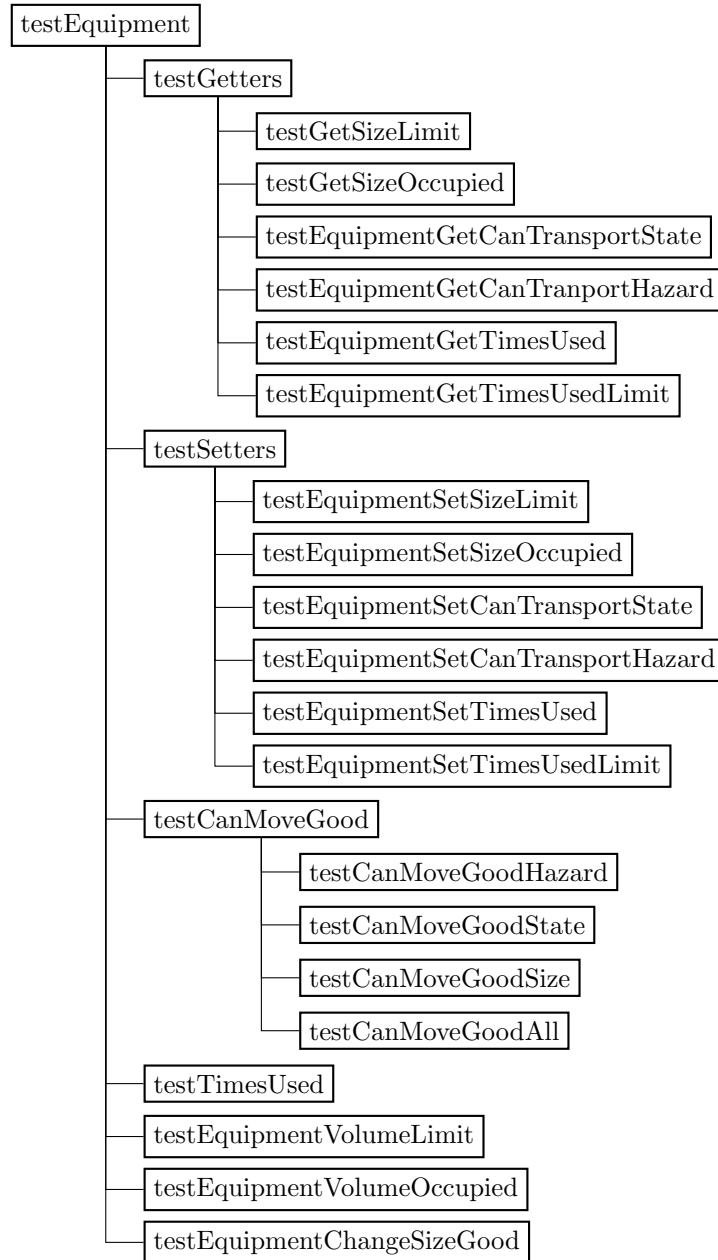 testEquipment
testGetters
testGetSizeLimit
testGetSizeOccupied
testEquipmentGetCanTransportState
testEquipmentGetCanTranportHazard
testEquipmentGetTimesUsed
testEquipmentGetTimesUsedLimit
testSetters
testEquipmentSetSizeLimit
testEquipmentSetSizeOccupied
testEquipmentSetCanTransportState
testEquipmentSetCanTransportHazard
testEquipmentSetTimesUsed
testEquipmentSetTimesUsedLimit
testCanMoveGood
testCanMoveGoodHazard
testCanMoveGoodState
testCanMoveGoodSize
testCanMoveGoodAll
testTimesUsed
testEquipmentVolumeLimit
testEquipmentVolumeOccupied
testEquipmentChangeSizeGood